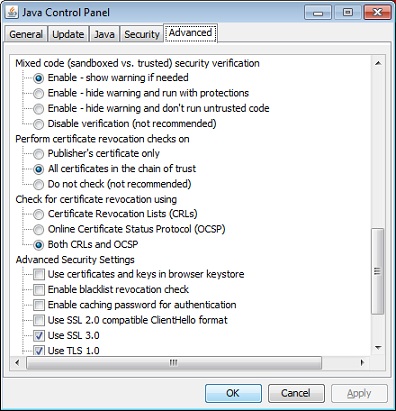 Java Control Panel
General Update Java Security Advanced
Mixed code (sandboxed vs. trusted) security verification
Enable - show warning if needed
Enable - hide warning and run with protections
Enable - hide warning and don't run untrusted code
Disable verification (not recommended)
Perform certificate revocation checks on
Publisher's certificate only
All certificates in the chain of trust
Do not check (not recommended)
Check for certificate revocation using
Certificate Revocation Lists (CRLs)
Online Certificate Status Protocol (OCSP)
Both CRLs and OCSP
Advanced Security Settings
Use certificates and keys in browser keystore
Enable blacklist revocation check
Enable caching password for authentication
Use SSL 2.0 compatible ClientHello format
Use SSL 3.0
Use TLS 1.0
OK Cancel Apply